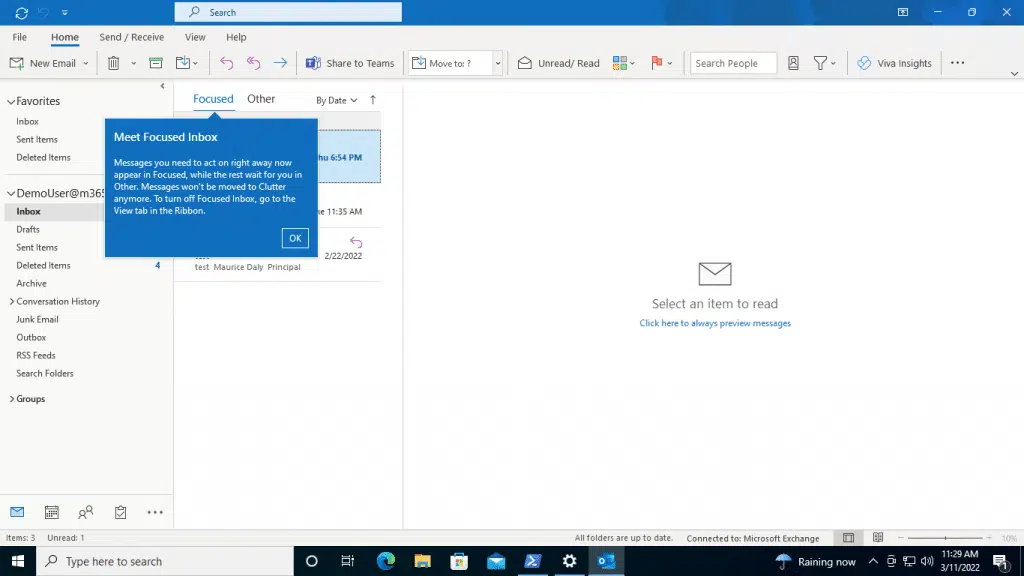 Search
File Home Send / Receive View Help
New Email Share to Teams Move to: ? Unread/ Read Search People Viva Insights
Favorites
Inbox
Sent Items
Deleted Items
DemoUser@m365
Inbox
Drafts
Sent Items
Deleted Items 4
Archive
Conversation History
Junk Email
Outbox
RSS Feeds
Search Folders
Groups
Focused Other By Date
Meet Focused Inbox
Messages you need to act on right away now
appear in Focused, while the rest wait for you in
Other. Messages won't be moved to Clutter
anymore. To turn off Focused Inbox, go to the
View tab in the Ribbon.
OK
hu 6:54 PM
e 11:35 AM
2/22/2022
test Maurice Daly Principal
Select an item to read
Click here to always preview messages
Items: 3 Unread: 1 All folders are up to date. Connected to: Microsoft Exchange 10%
Type here to search Raining now 11:29 AM
3/11/2022
1